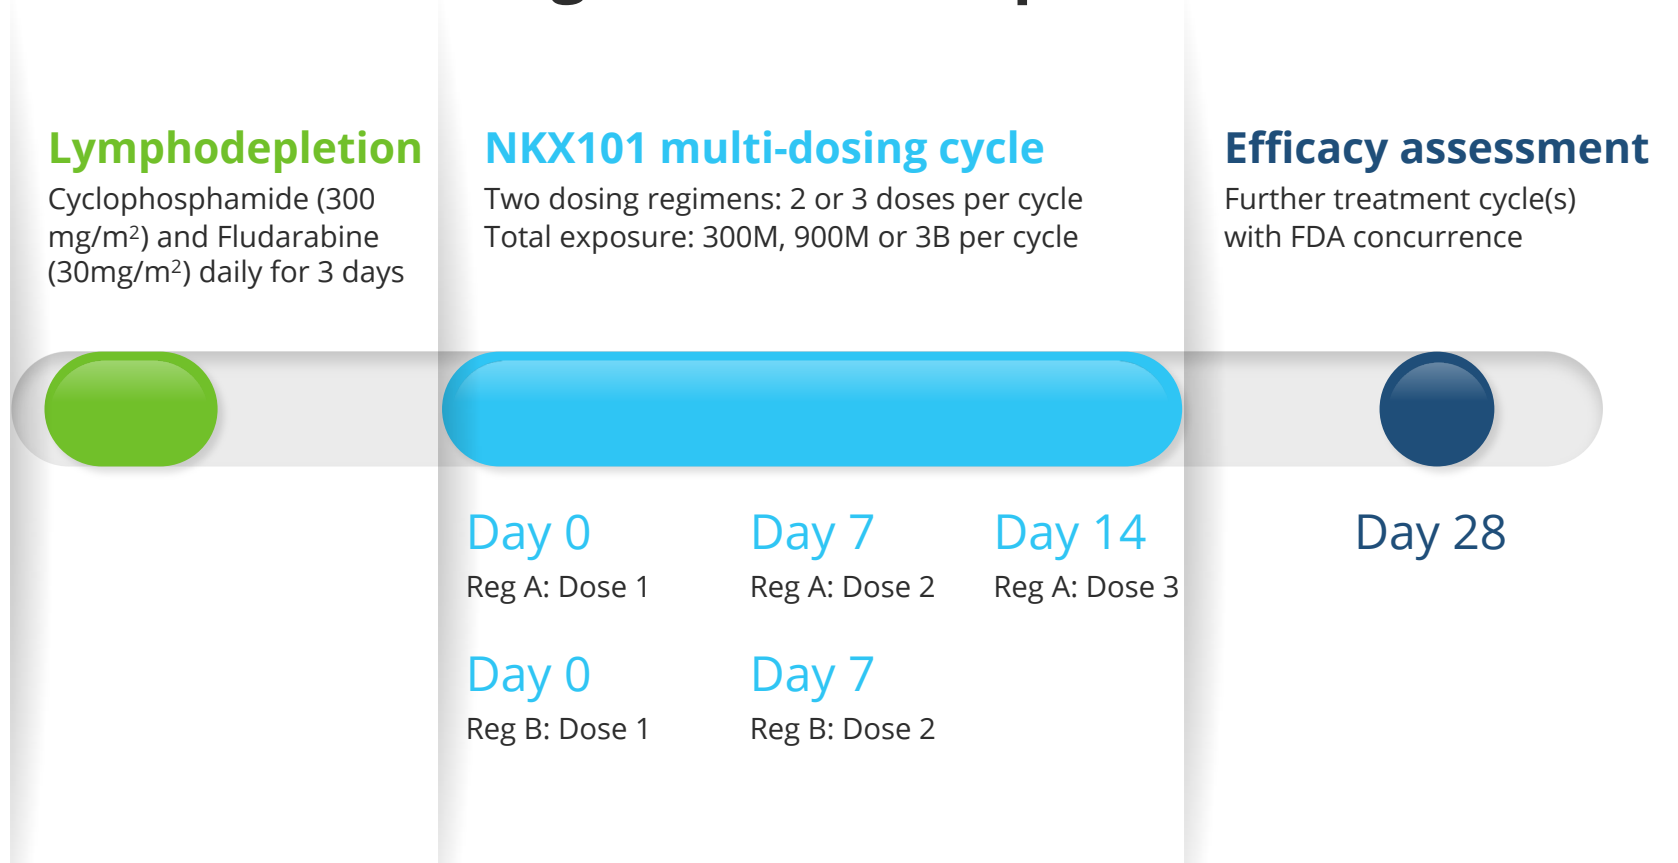 Lymphodepletion
Cyclophosphamide (300
mg/m²) and Fludarabine
(30mg/m²) daily for 3 days
NKX101 multi-dosing cycle
Two dosing regimens: 2 or 3 doses per cycle
Total exposure: 300M, 900M or 3B per cycle
Efficacy assessment
Further treatment cycle(s)
with FDA concurrence
Day 0
Reg A: Dose 1
Day 7
Reg A: Dose 2
Day 14
Reg A: Dose 3
Day 28
Day 0
Reg B: Dose 1
Day 7
Reg B: Dose 2